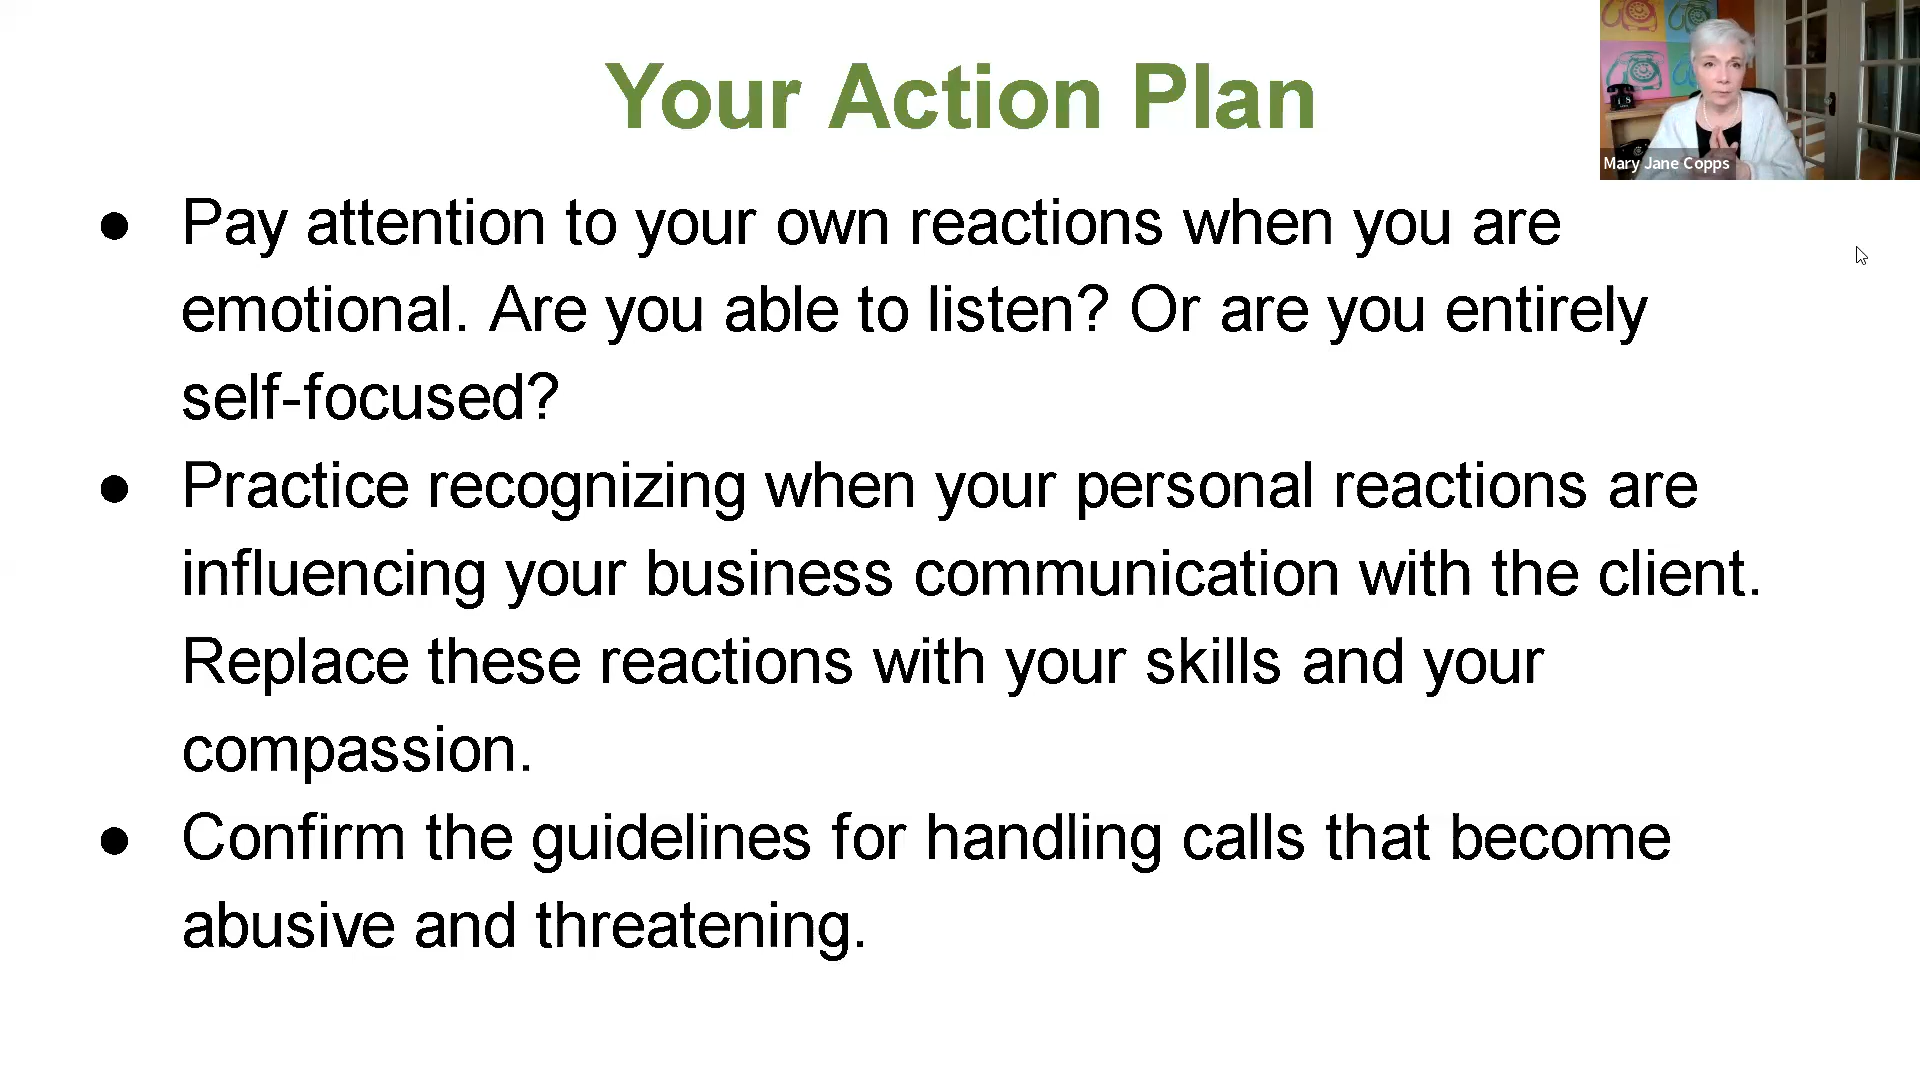 Your Action Plan
Mary Jane Copps
● Pay attention to your own reactions when you are
emotional. Are you able to listen? Or are you entirely
self-focused?
● Practice recognizing when your personal reactions are
influencing your business communication with the client.
Replace these reactions with your skills and your
compassion.
● Confirm the guidelines for handling calls that become
abusive and threatening.